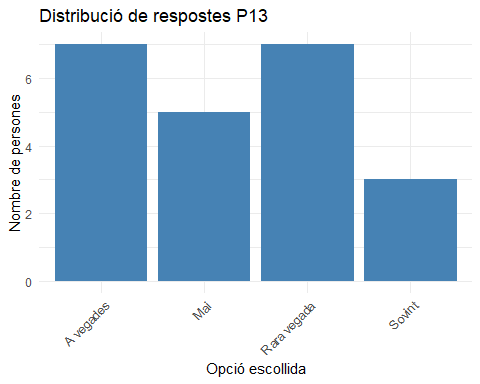 Distribució de respostes P13
Nombre de persones
6
4
2
0
A vegades
Mai
Rara vegada
Sovint
Opció escollida